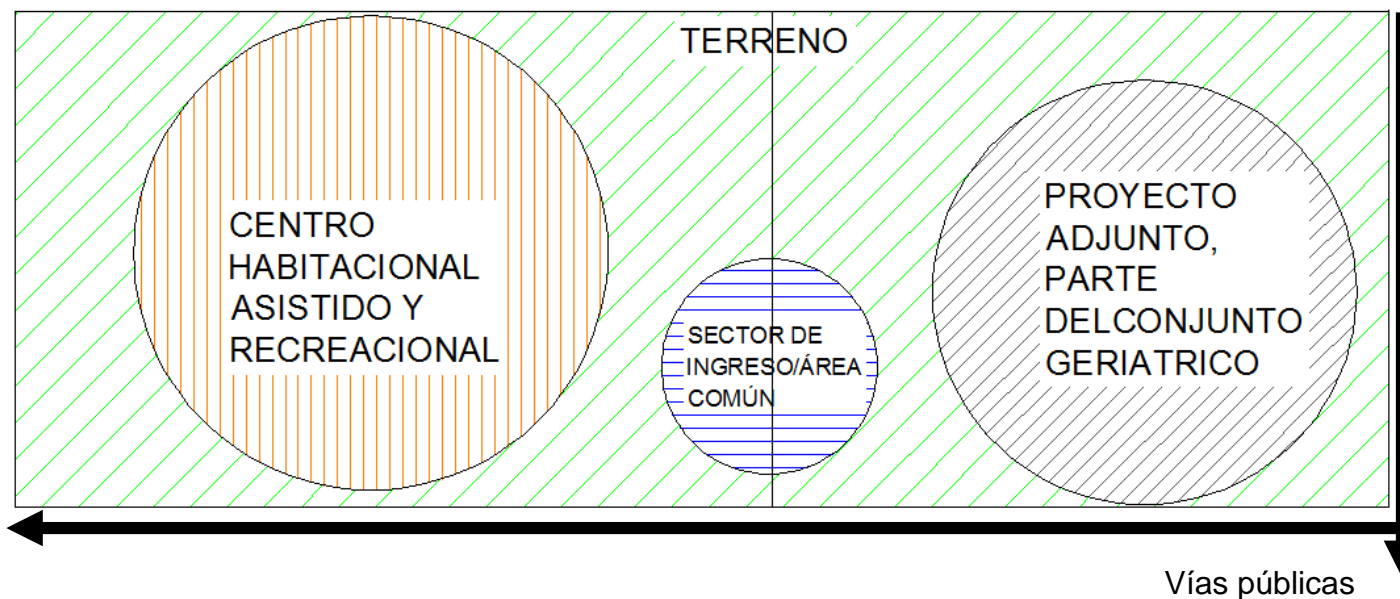 TERRENO
CENTRO
HABITACIONAL
ASISTIDO Y
RECREACIONAL
SECTOR DE
INGRESO/ÁREA
COMÚN
PROYECTO
ADJUNTO,
PARTE
DELCONJUNTO
GERIATRICO
Vías públicas